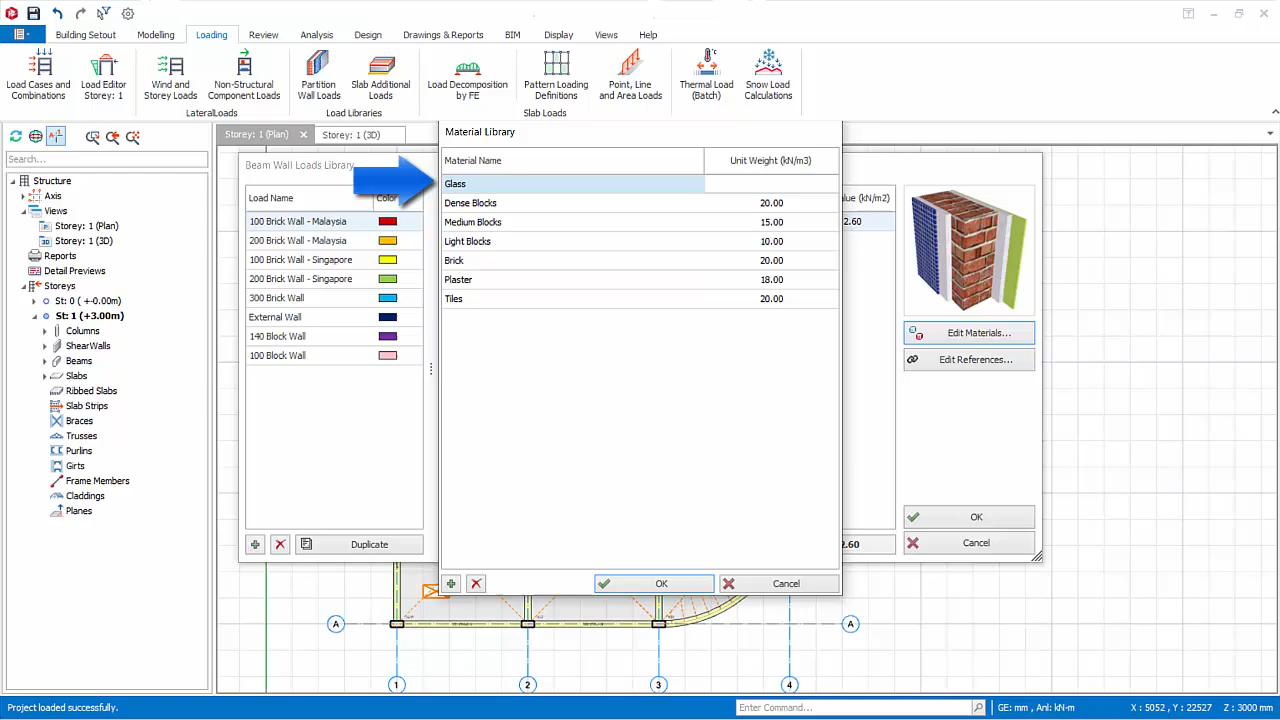 Building Setout
Modelling
Loading
Review
Analysis
Design
Drawings & Reports
BIM
Display
Views
Help
Load Cases and
Combinations
Load Editor
Storey: 1
Wind and
Storey Loads
Non-Structural
Component Loads
Partition
Wall Loads
Slab Additional
Loads
Load Decomposition
by FE
Pattern Loading
Definitions
Point, Line
and Area Loads
Thermal Load
(Batch)
Snow Load
Calculations
LateralLoads
Load Libraries
Slab Loads
Search...
Structure
Axis
Views
Storey: 1 (Plan)
Storey: 1 (3D)
Reports
Detail Previews
Storeys
St: 0 (+-0.00m)
St: 1 (+3.00m)
Columns
ShearWalls
Beams
Slabs
Ribbed Slabs
Slab Strips
Braces
Trusses
Purlins
Girts
Frame Members
Claddings
Planes
Storey: 1 (Plan)
Storey: 1 (3D)
Beam Wall Loads Library
Load Name
Color
100 Brick Wall - Malaysia
200 Brick Wall - Malaysia
100 Brick Wall - Singapore
200 Brick Wall - Singapore
300 Brick Wall
External Wall
140 Block Wall
100 Block Wall
Duplicate
Material Library
Material Name
Unit Weight (kN/m3)
Glass
Dense Blocks 20.00
Medium Blocks 15.00
Light Blocks 10.00
Brick 20.00
Plaster 18.00
Tiles 20.00
OK
Cancel
alue (kN/m2)
2.60
2.60
Edit Materials...
Edit References...
OK
Cancel
A
A
1
2
3
4
Project loaded successfully.
Enter Command...
GE: mm , Anl: kN-m
X : 5052 , Y : 22527
Z : 3000 mm